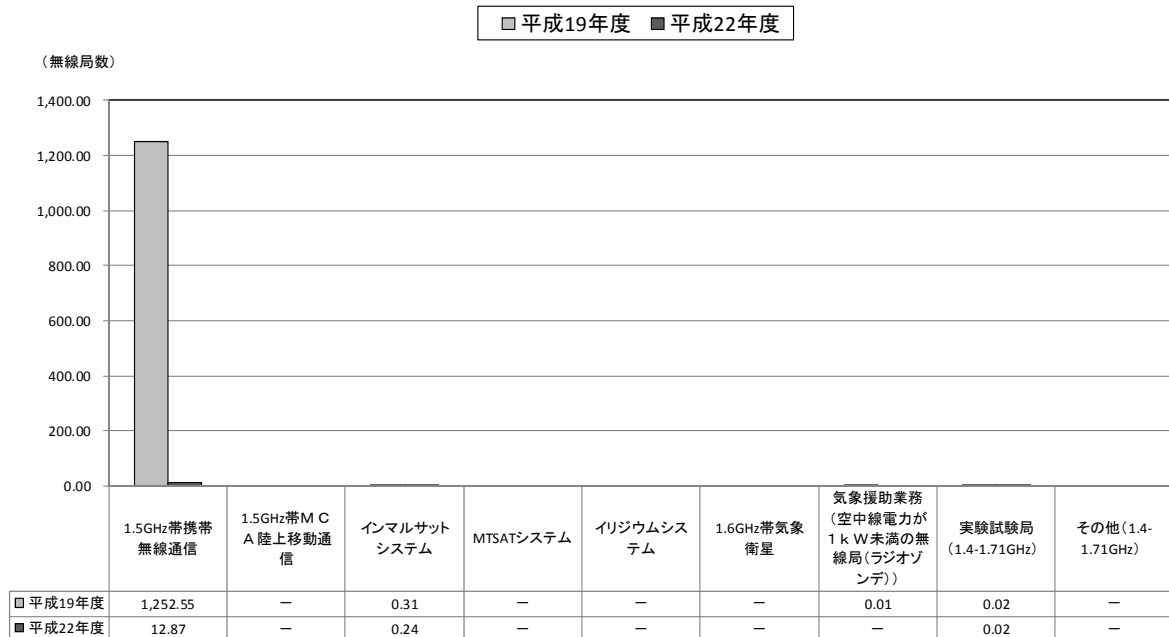 平成19年度 平成22年度
(無線局数)
1,400.00
1,200.00
1,000.00
800.00
600.00
400.00
200.00
0.00
1.5GHz帯携帯
無線通信
1.5GHz帯ＭＣ
Ａ陸上移動通
信
インマルサット
システム
MTSATシステム
イリジウムシス
テム
1.6GHz帯気象
衛星
気象援助業務
(空中線電力が
１ｋＷ未満の無
線局(ラジオゾ
ンデ))
実験試験局
(1.4-1.71GHz)
その他(1.4-
1.71GHz)
平成19年度 1,252.55 － 0.31 － － － 0.01 0.02 －
平成22年度 12.87 － 0.24 － － － － 0.02 －